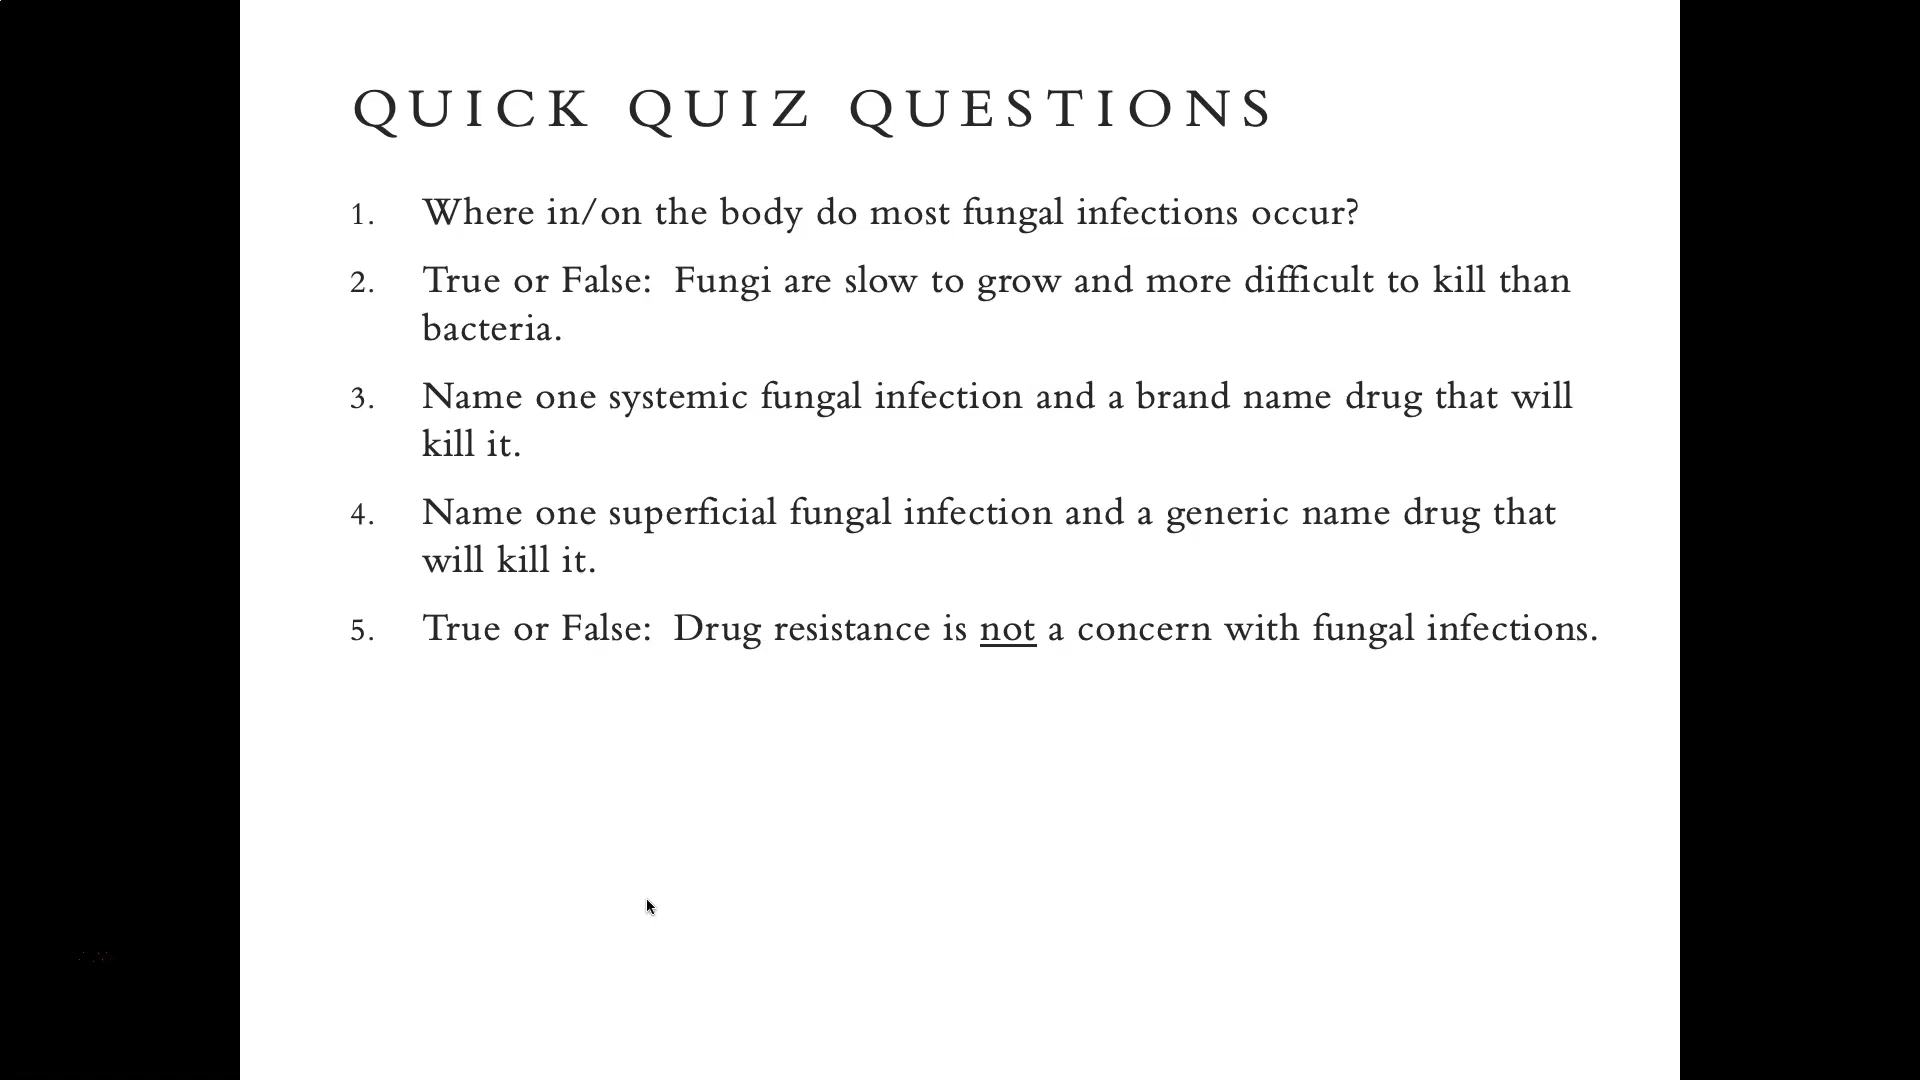 QUICK QUIZ QUESTIONS
1. Where in/on the body do most fungal infections occur?
2. True or False: Fungi are slow to grow and more difficult to kill than
bacteria.
3. Name one systemic fungal infection and a brand name drug that will
kill it.
4. Name one superficial fungal infection and a generic name drug that
will kill it.
5. True or False: Drug resistance is not a concern with fungal infections.